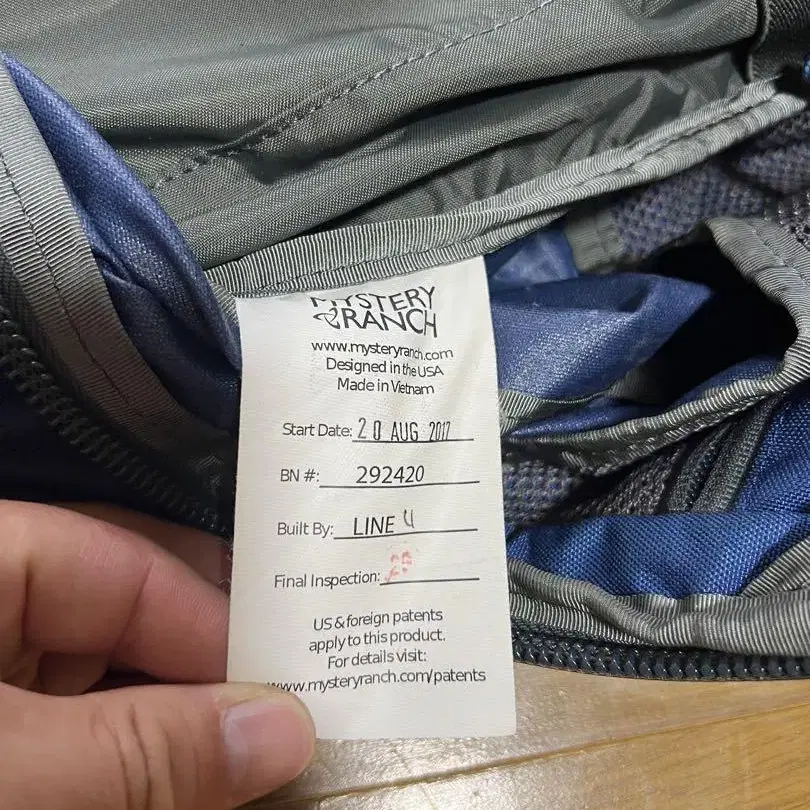 MYSTERY
RANCH
www.mysteryranch.com
Designed in the USA
Made in Vietnam
Start Date: 20 AUG 2017
BN #: 292420
Built By: LINE 4
Final Inspection:
US & foreign patents
apply to this product.
For details visit:
www.mysteryranch.com/patents